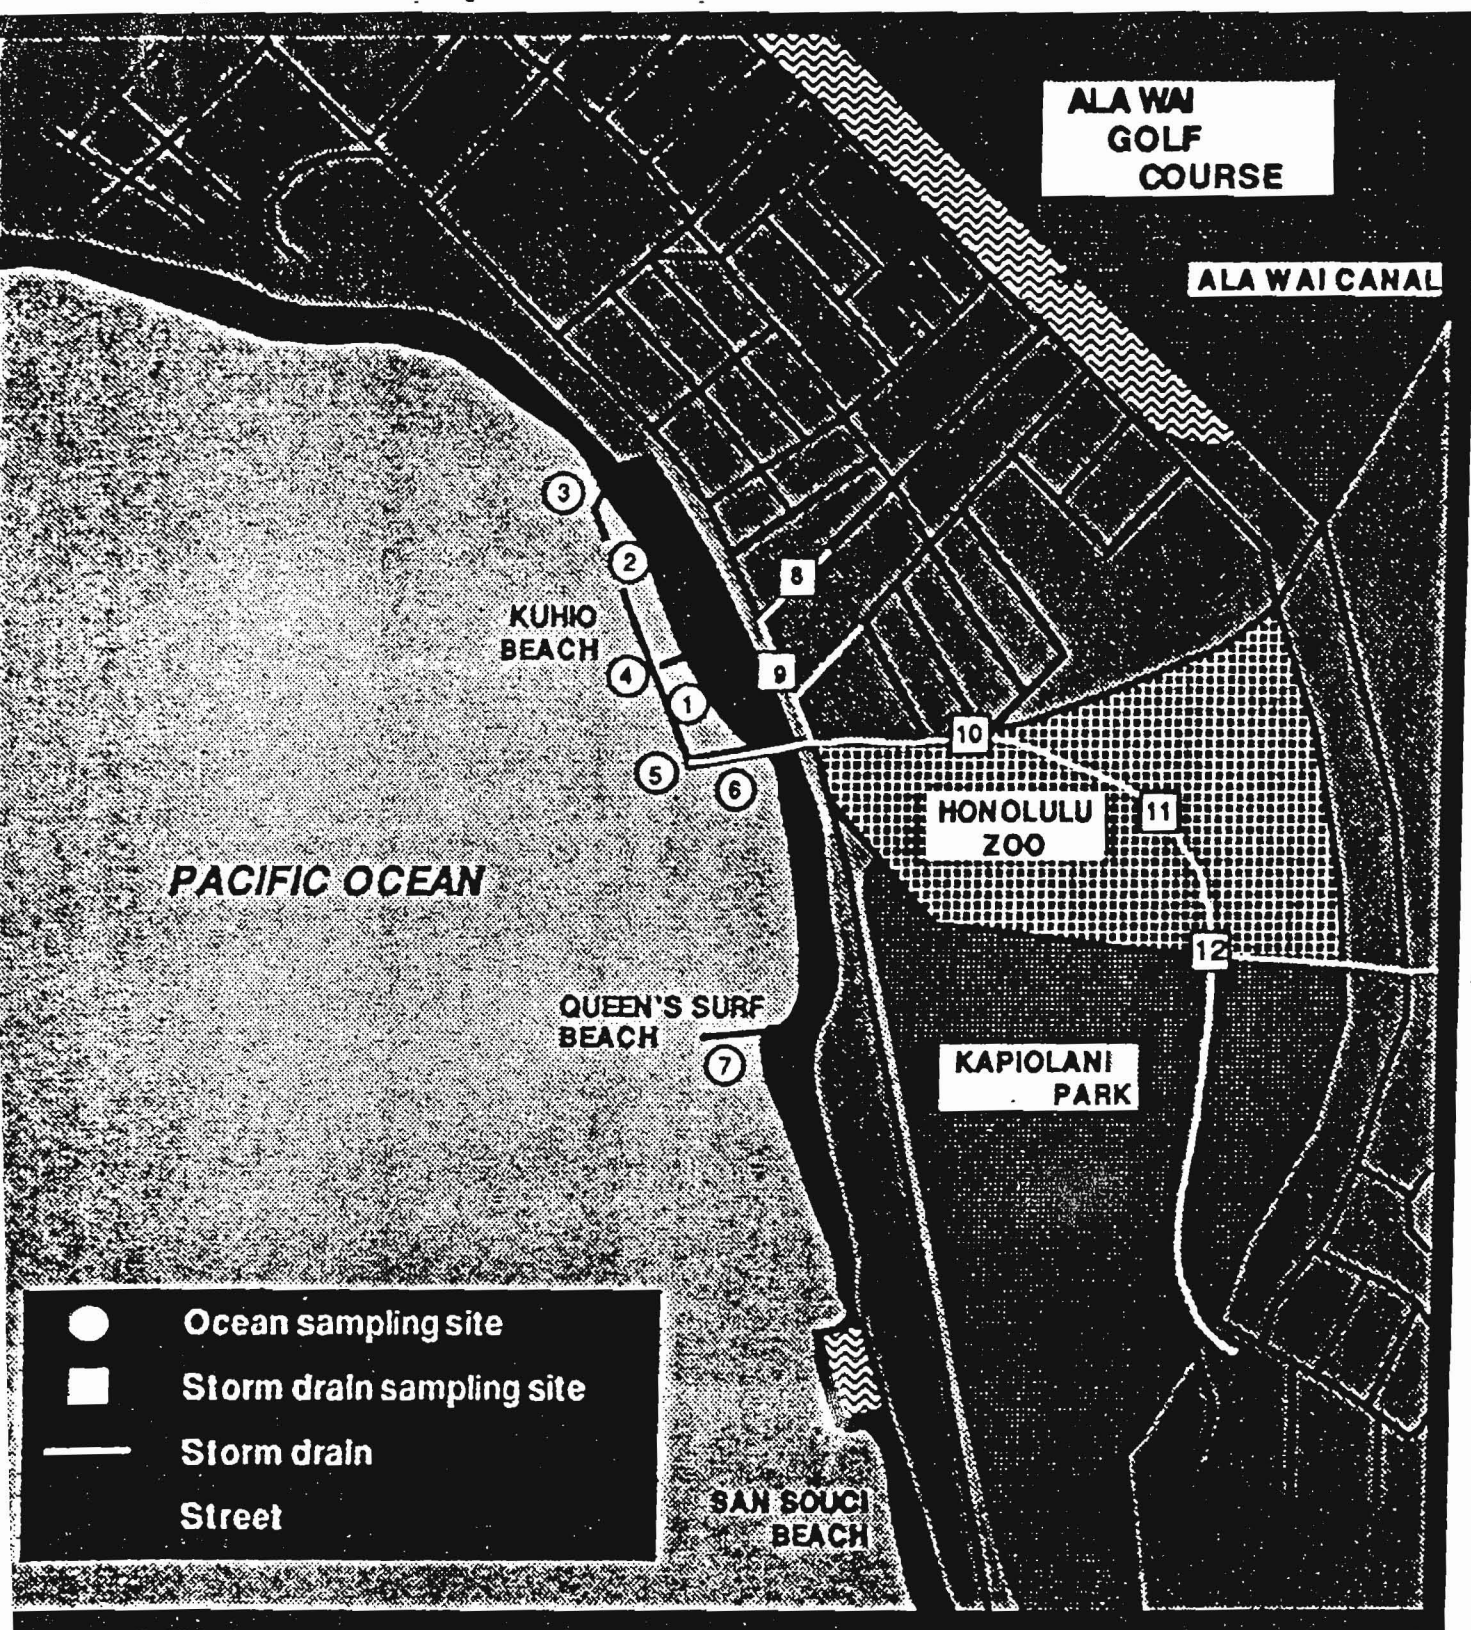 ALA WAI
GOLF
COURSE
ALA WAI CANAL
3
2
8
KUHIO
BEACH
4
9
1
10
5
6
HONOLULU
ZOO
11
PACIFIC OCEAN
12
QUEEN'S SURF
BEACH
7
KAPIOLANI
PARK
Ocean sampling site
Storm drain sampling site
Storm drain
Street
SAN SOUCI
BEACH